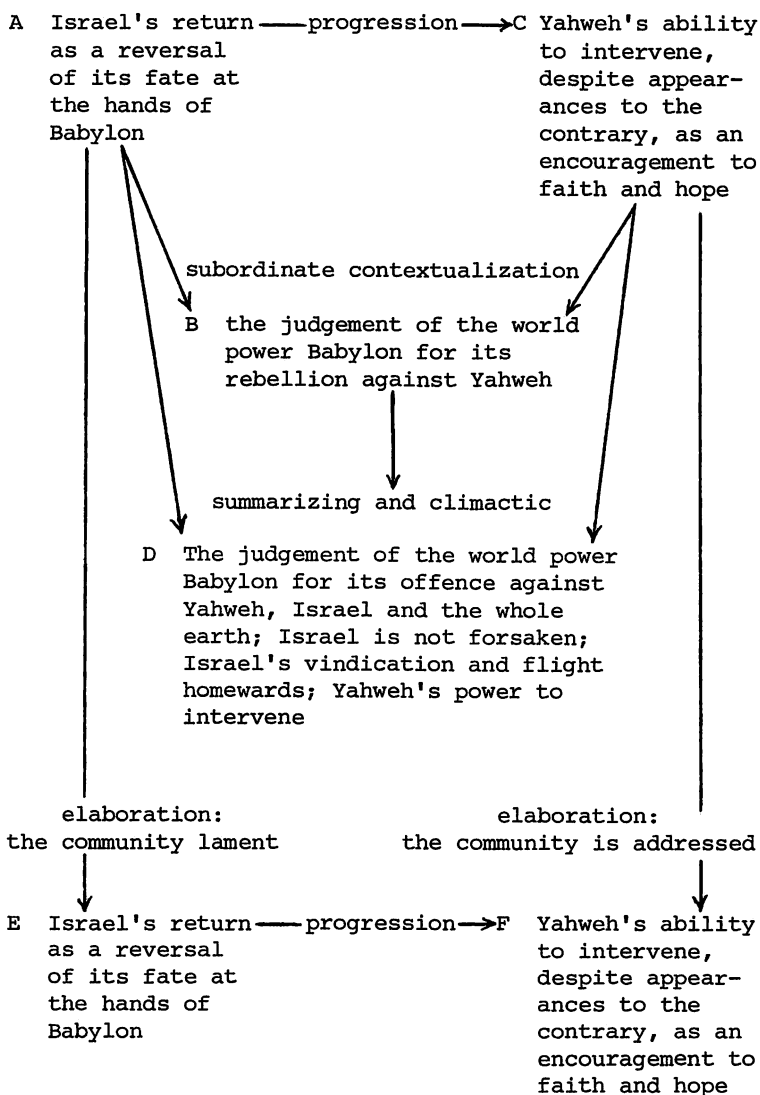 A Israel's return progression C Yahweh's ability
as a reversal to intervene,
of its fate at despite appear-
the hands of ances to the
Babylon contrary, as an
encouragement to
faith and hope
subordinate contextualization
B the judgement of the world
power Babylon for its
rebellion against Yahweh
summarizing and climactic
D The judgement of the world power
Babylon for its offence against
Yahweh, Israel and the whole
earth; Israel is not forsaken;
Israel's vindication and flight
homewards; Yahweh's power to
intervene
elaboration: elaboration:
the community lament the community is addressed
E Israel's return progression F Yahweh's ability
as a reversal to intervene,
of its fate at despite appear-
the hands of ances to the
Babylon contrary, as an
encouragement to
faith and hope